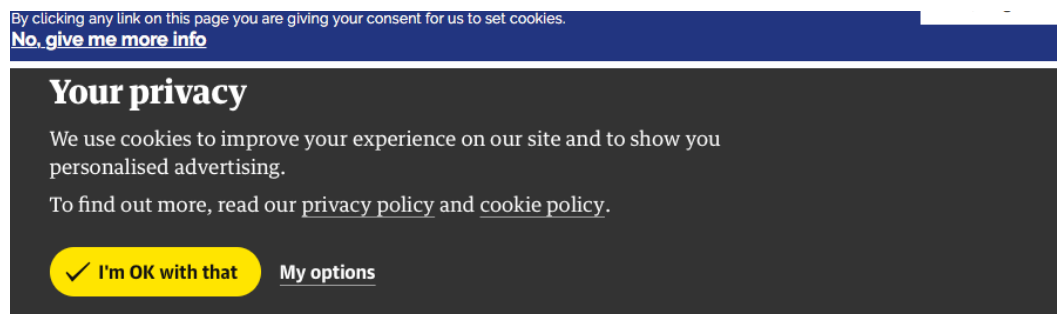 By clicking any link on this page you are giving your consent for us to set cookies.
No, give me more info
Your privacy
We use cookies to improve your experience on our site and to show you
personalised advertising.
To find out more, read our privacy policy and cookie policy.
I'm OK with that
My options